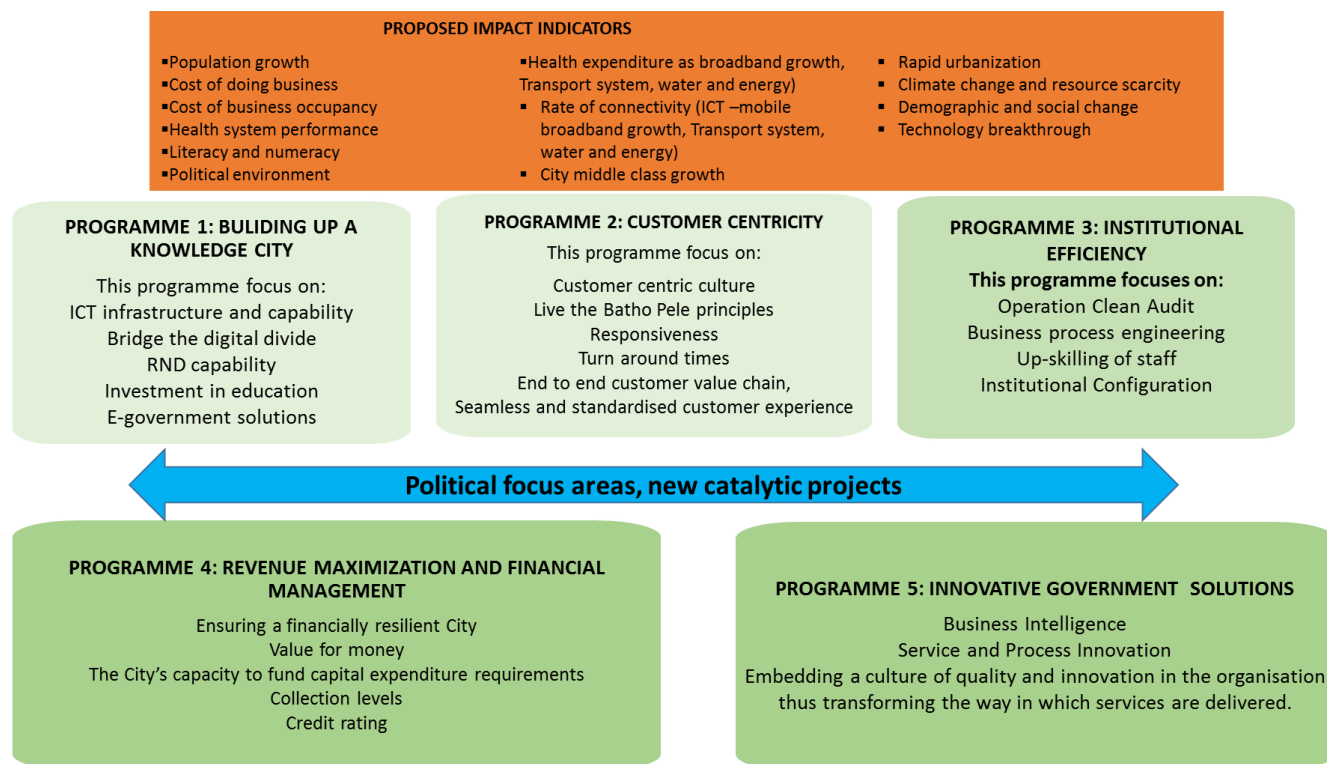 PROPOSED IMPACT INDICATORS
▪Population growth
▪Cost of doing business
▪Cost of business occupancy
▪Health system performance
▪Literacy and numeracy
▪Political environment
▪Health expenditure as broadband growth,
Transport system, water and energy)
▪ Rate of connectivity (ICT –mobile
broadband growth, Transport system,
water and energy)
▪ City middle class growth
▪ Rapid urbanization
▪ Climate change and resource scarcity
▪ Demographic and social change
▪ Technology breakthrough
PROGRAMME 1: BULIDING UP A
KNOWLEDGE CITY
This programme focus on:
ICT infrastructure and capability
Bridge the digital divide
RND capability
Investment in education
E-government solutions
PROGRAMME 2: CUSTOMER CENTRICITY
This programme focus on:
Customer centric culture
Live the Batho Pele principles
Responsiveness
Turn around times
End to end customer value chain,
Seamless and standardised customer experience
PROGRAMME 3: INSTITUTIONAL
EFFICIENCY
This programme focuses on:
Operation Clean Audit
Business process engineering
Up-skilling of staff
Institutional Configuration
Political focus areas, new catalytic projects
PROGRAMME 4: REVENUE MAXIMIZATION AND FINANCIAL
MANAGEMENT
Ensuring a financially resilient City
Value for money
The City’s capacity to fund capital expenditure requirements
Collection levels
Credit rating
PROGRAMME 5: INNOVATIVE GOVERNMENT SOLUTIONS
Business Intelligence
Service and Process Innovation
Embedding a culture of quality and innovation in the organisation
thus transforming the way in which services are delivered.